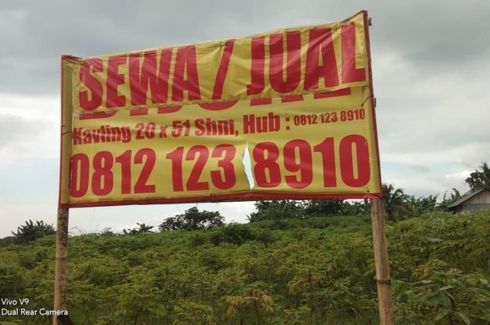 SEWA / JUAL
Kavling 20 x 51 Shm, Hub : 0812 123 8910
0812 123 8910
Vivo V9
Dual Rear Camera